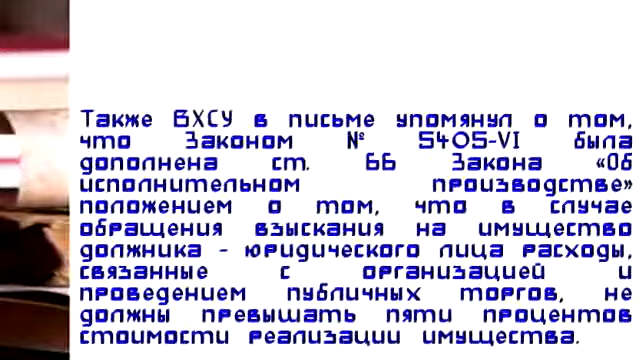 Также ВХСУ в письме упомянул о том,
что Законом № 5405-VI была
дополнена ст. 66 Закона «Об
исполнительном производстве»
положением о том, что в случае
обращения взыскания на имущество
должника - юридического лица расходы,
связанные с организацией и
проведением публичных торгов, не
должны превышать пяти процентов
стоимости реализации имущества.